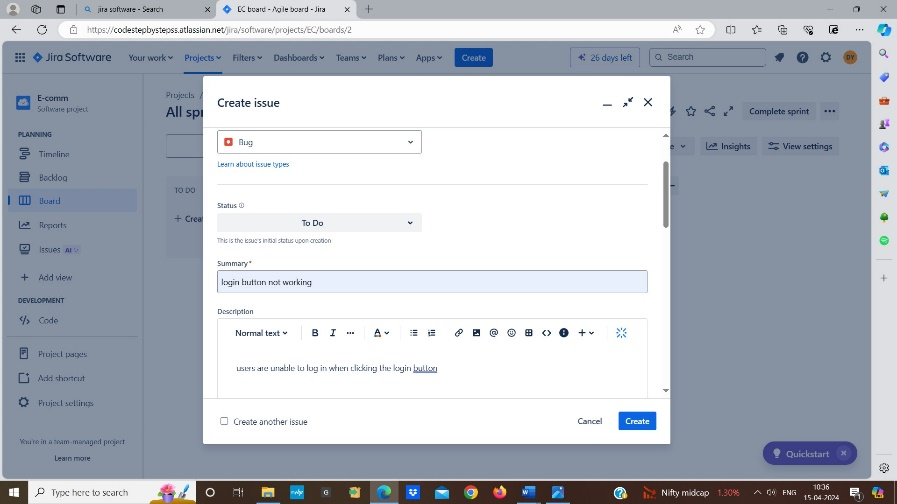 jira software - Search
EC board - Agile board - Jira
https://codestepbystepss.atlassian.net/jira/software/projects/EC/boards/2
Jira Software
Your work
Projects
Filters
Dashboards
Teams
Plans
Apps
Create
26 days left
Search
E-comm
Software project
PLANNING
Timeline
Backlog
Board
Reports
Issues AI
Add view
DEVELOPMENT
Code
Project pages
Add shortcut
Project settings
You're in a team-managed project
Learn more
Projects
All spr
TO DO
+ Crea
Complete sprint
Insights
View settings
Create issue
Bug
Learn about issue types
Status
To Do
This is the issue's initial status upon creation
Summary*
login button not working
Description
Normal text
B I A
users are unable to log in when clicking the login button
Create another issue
Cancel
Create
Quickstart
Type here to search
Nifty midcap 1.30%
10:36
15-04-2024